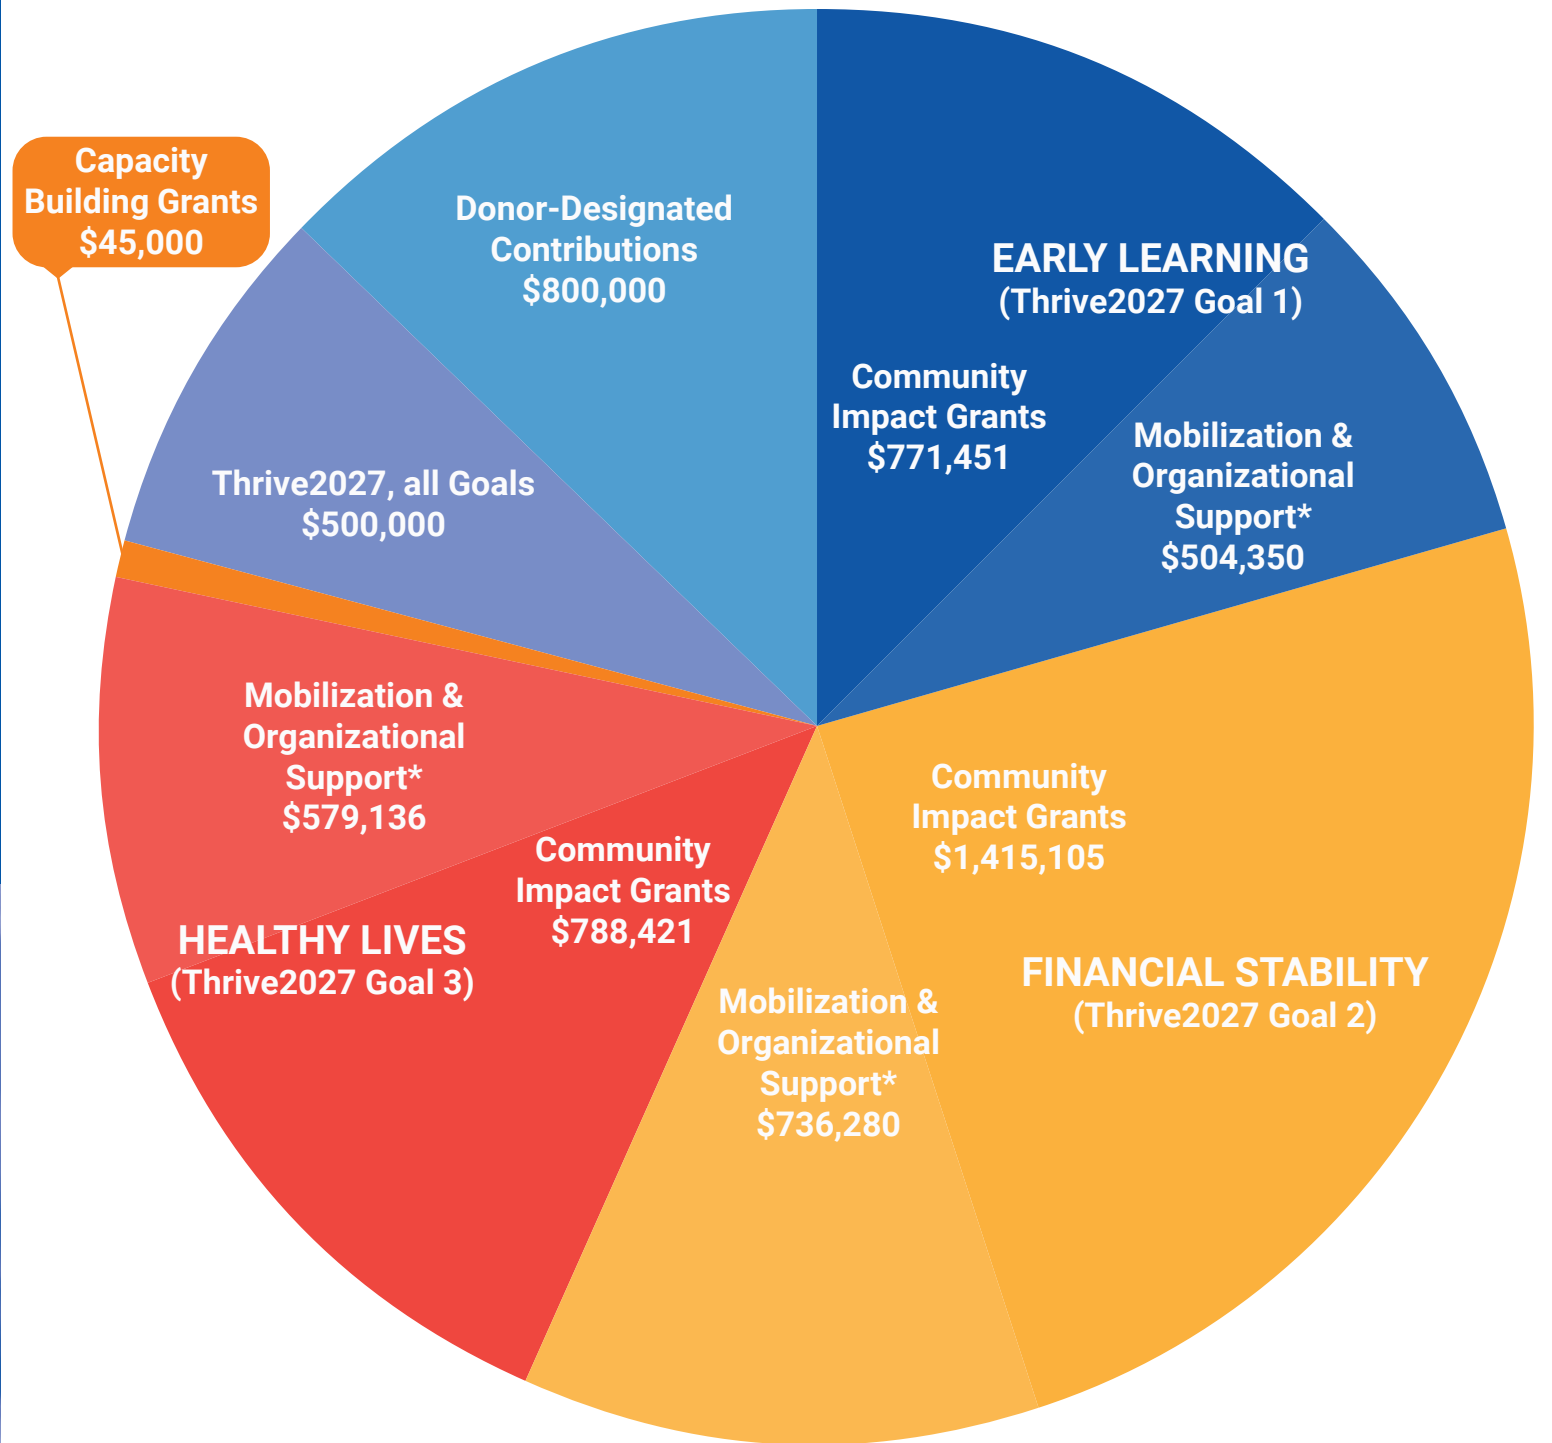 Capacity
Building Grants
$45,000
Donor-Designated
Contributions
$800,000
EARLY LEARNING
(Thrive2027 Goal 1)
Community
Impact Grants
$771,451
Mobilization &
Organizational
Support*
$504,350
Thrive2027, all Goals
$500,000
Mobilization &
Organizational
Support*
$579,136
Community
Impact Grants
$788,421
HEALTHY LIVES
(Thrive2027 Goal 3)
Community
Impact Grants
$1,415,105
FINANCIAL STABILITY
(Thrive2027 Goal 2)
Mobilization &
Organizational
Support*
$736,280